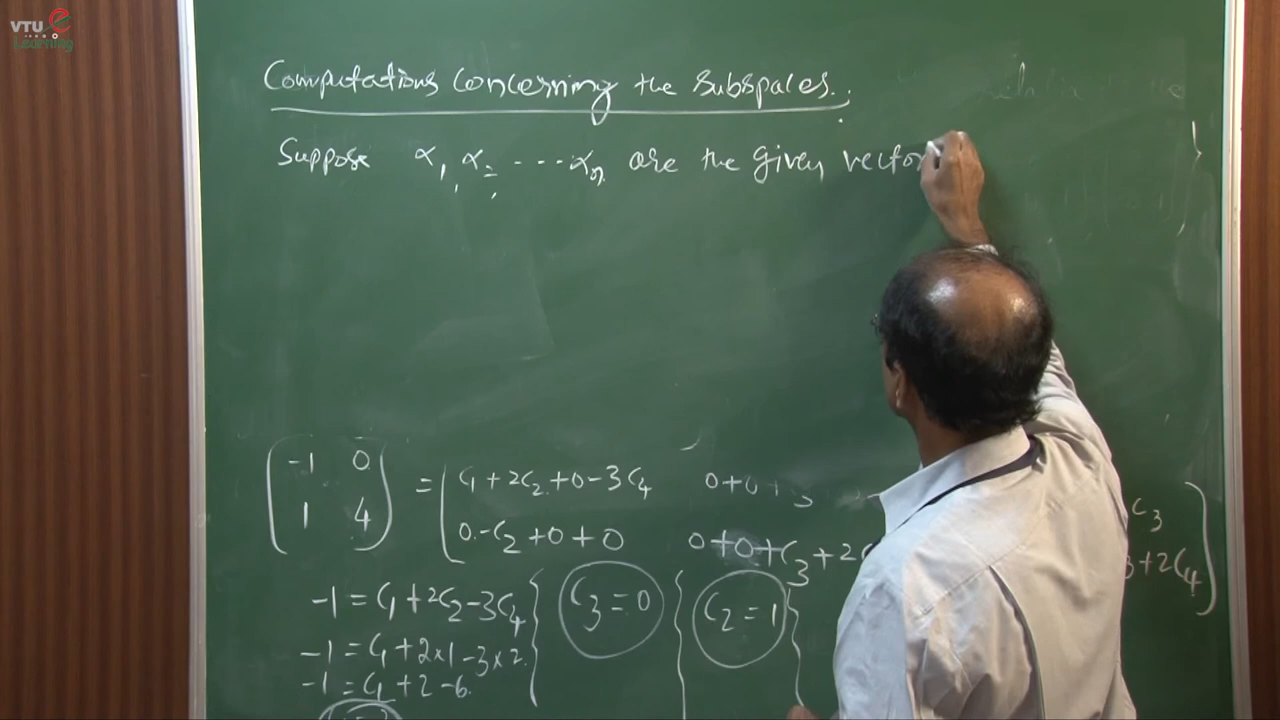 VTU e
Learning
Computations Concerning the Subspaces.
Suppose α1, α2, ---αn are the given vector
(-1 0
1 4) = (C1+2C2+0-3C4 0+0+
0-C2+0+0 0+0+C3+2C C3
3+2C4)
-1 = C1+2C2-3C4 } C3=0 C2=1
-1 = C1+2×1-3×2
-1 = C1+2-6